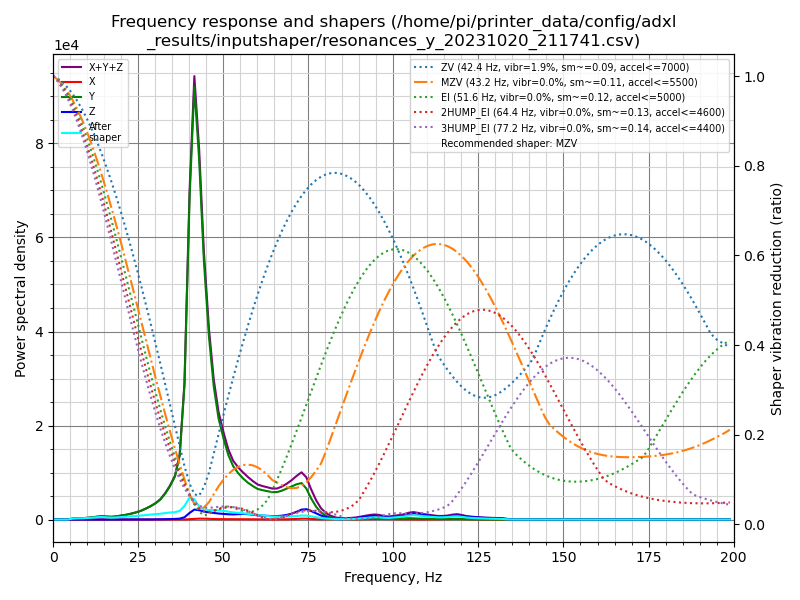 Frequency response and shapers (/home/pi/printer_data/config/adxl
_results/inputshaper/resonances_y_20231020_211741.csv)
1e4
X+Y+Z
X
Y
Z
After
shaper
ZV (42.4 Hz, vibr=1.9%, sm~=0.09, accel<=7000)
MZV (43.2 Hz, vibr=0.0%, sm~=0.11, accel<=5500)
EI (51.6 Hz, vibr=0.0%, sm~=0.12, accel<=5000)
2HUMP_EI (64.4 Hz, vibr=0.0%, sm~=0.13, accel<=4600)
3HUMP_EI (77.2 Hz, vibr=0.0%, sm~=0.14, accel<=4400)
Recommended shaper: MZV
8
6
4
2
0
Power spectral density
1.0
0.8
0.6
0.4
0.2
0.0
Shaper vibration reduction (ratio)
0 25 50 75 100 125 150 175 200
Frequency, Hz